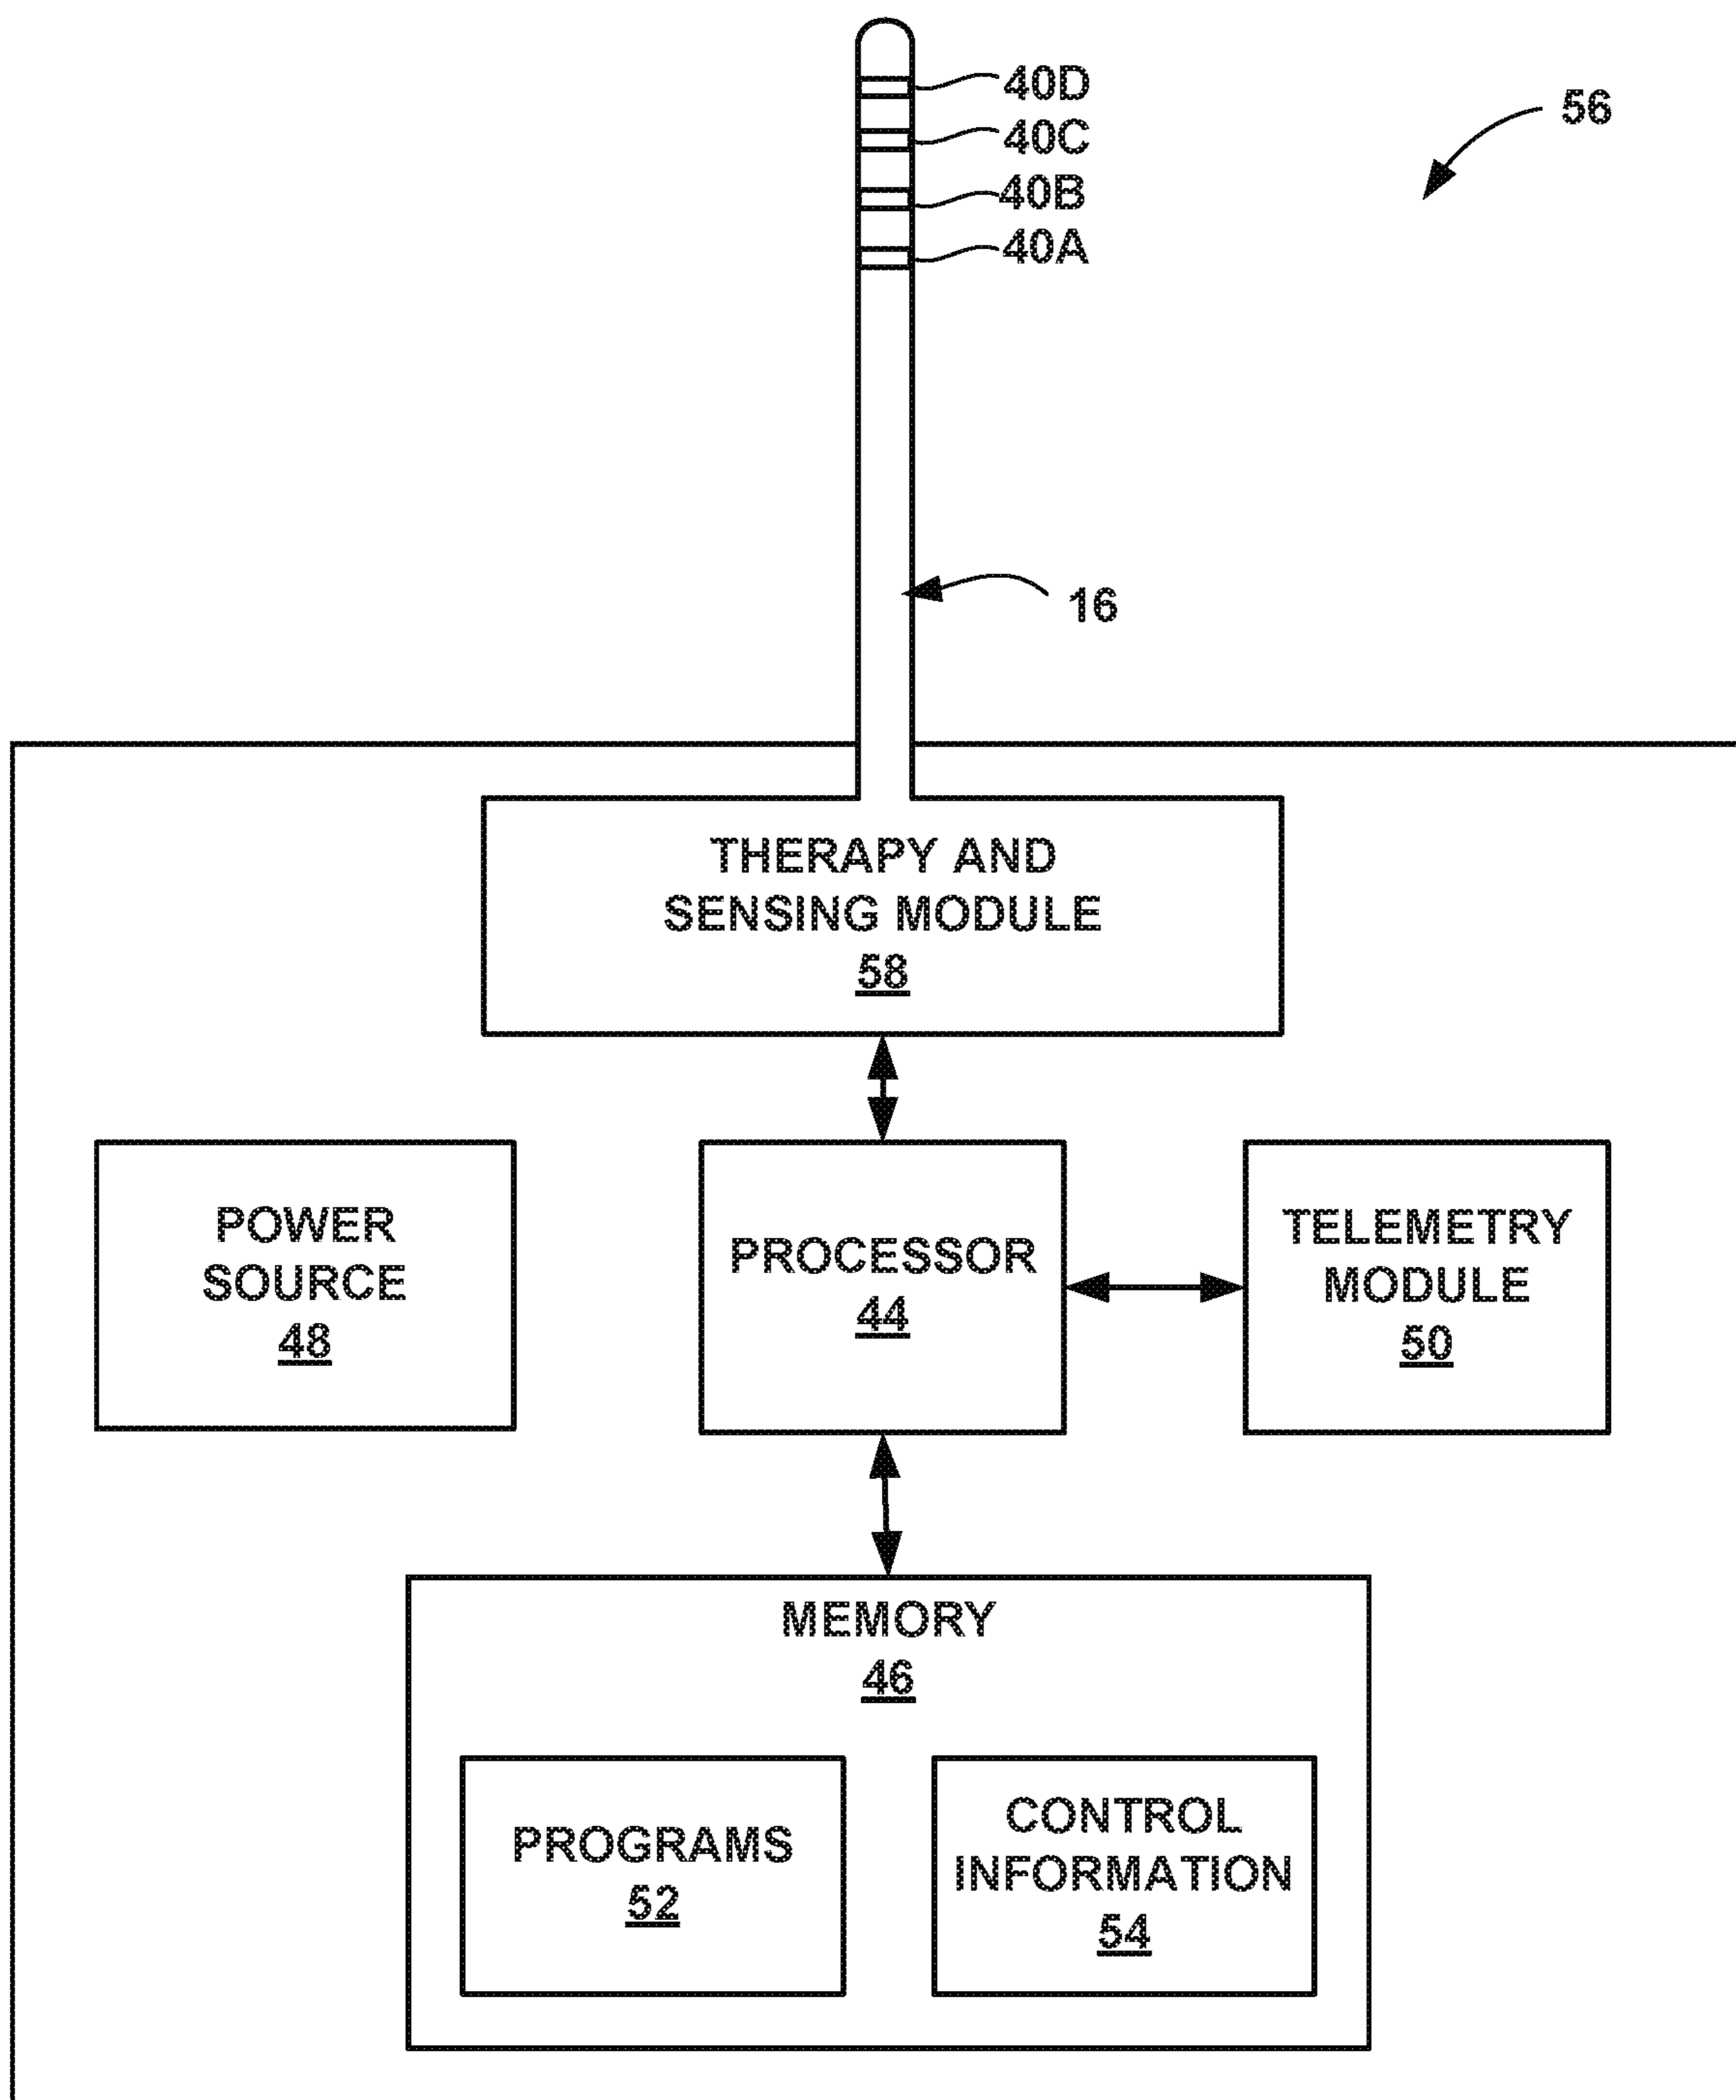 40D
56
40C
40B
40A
16
THERAPY AND
SENSING MODULE
58
POWER
SOURCE
48
PROCESSOR
44
TELEMETRY
MODULE
50
MEMORY
46
PROGRAMS
52
CONTROL
INFORMATION
54